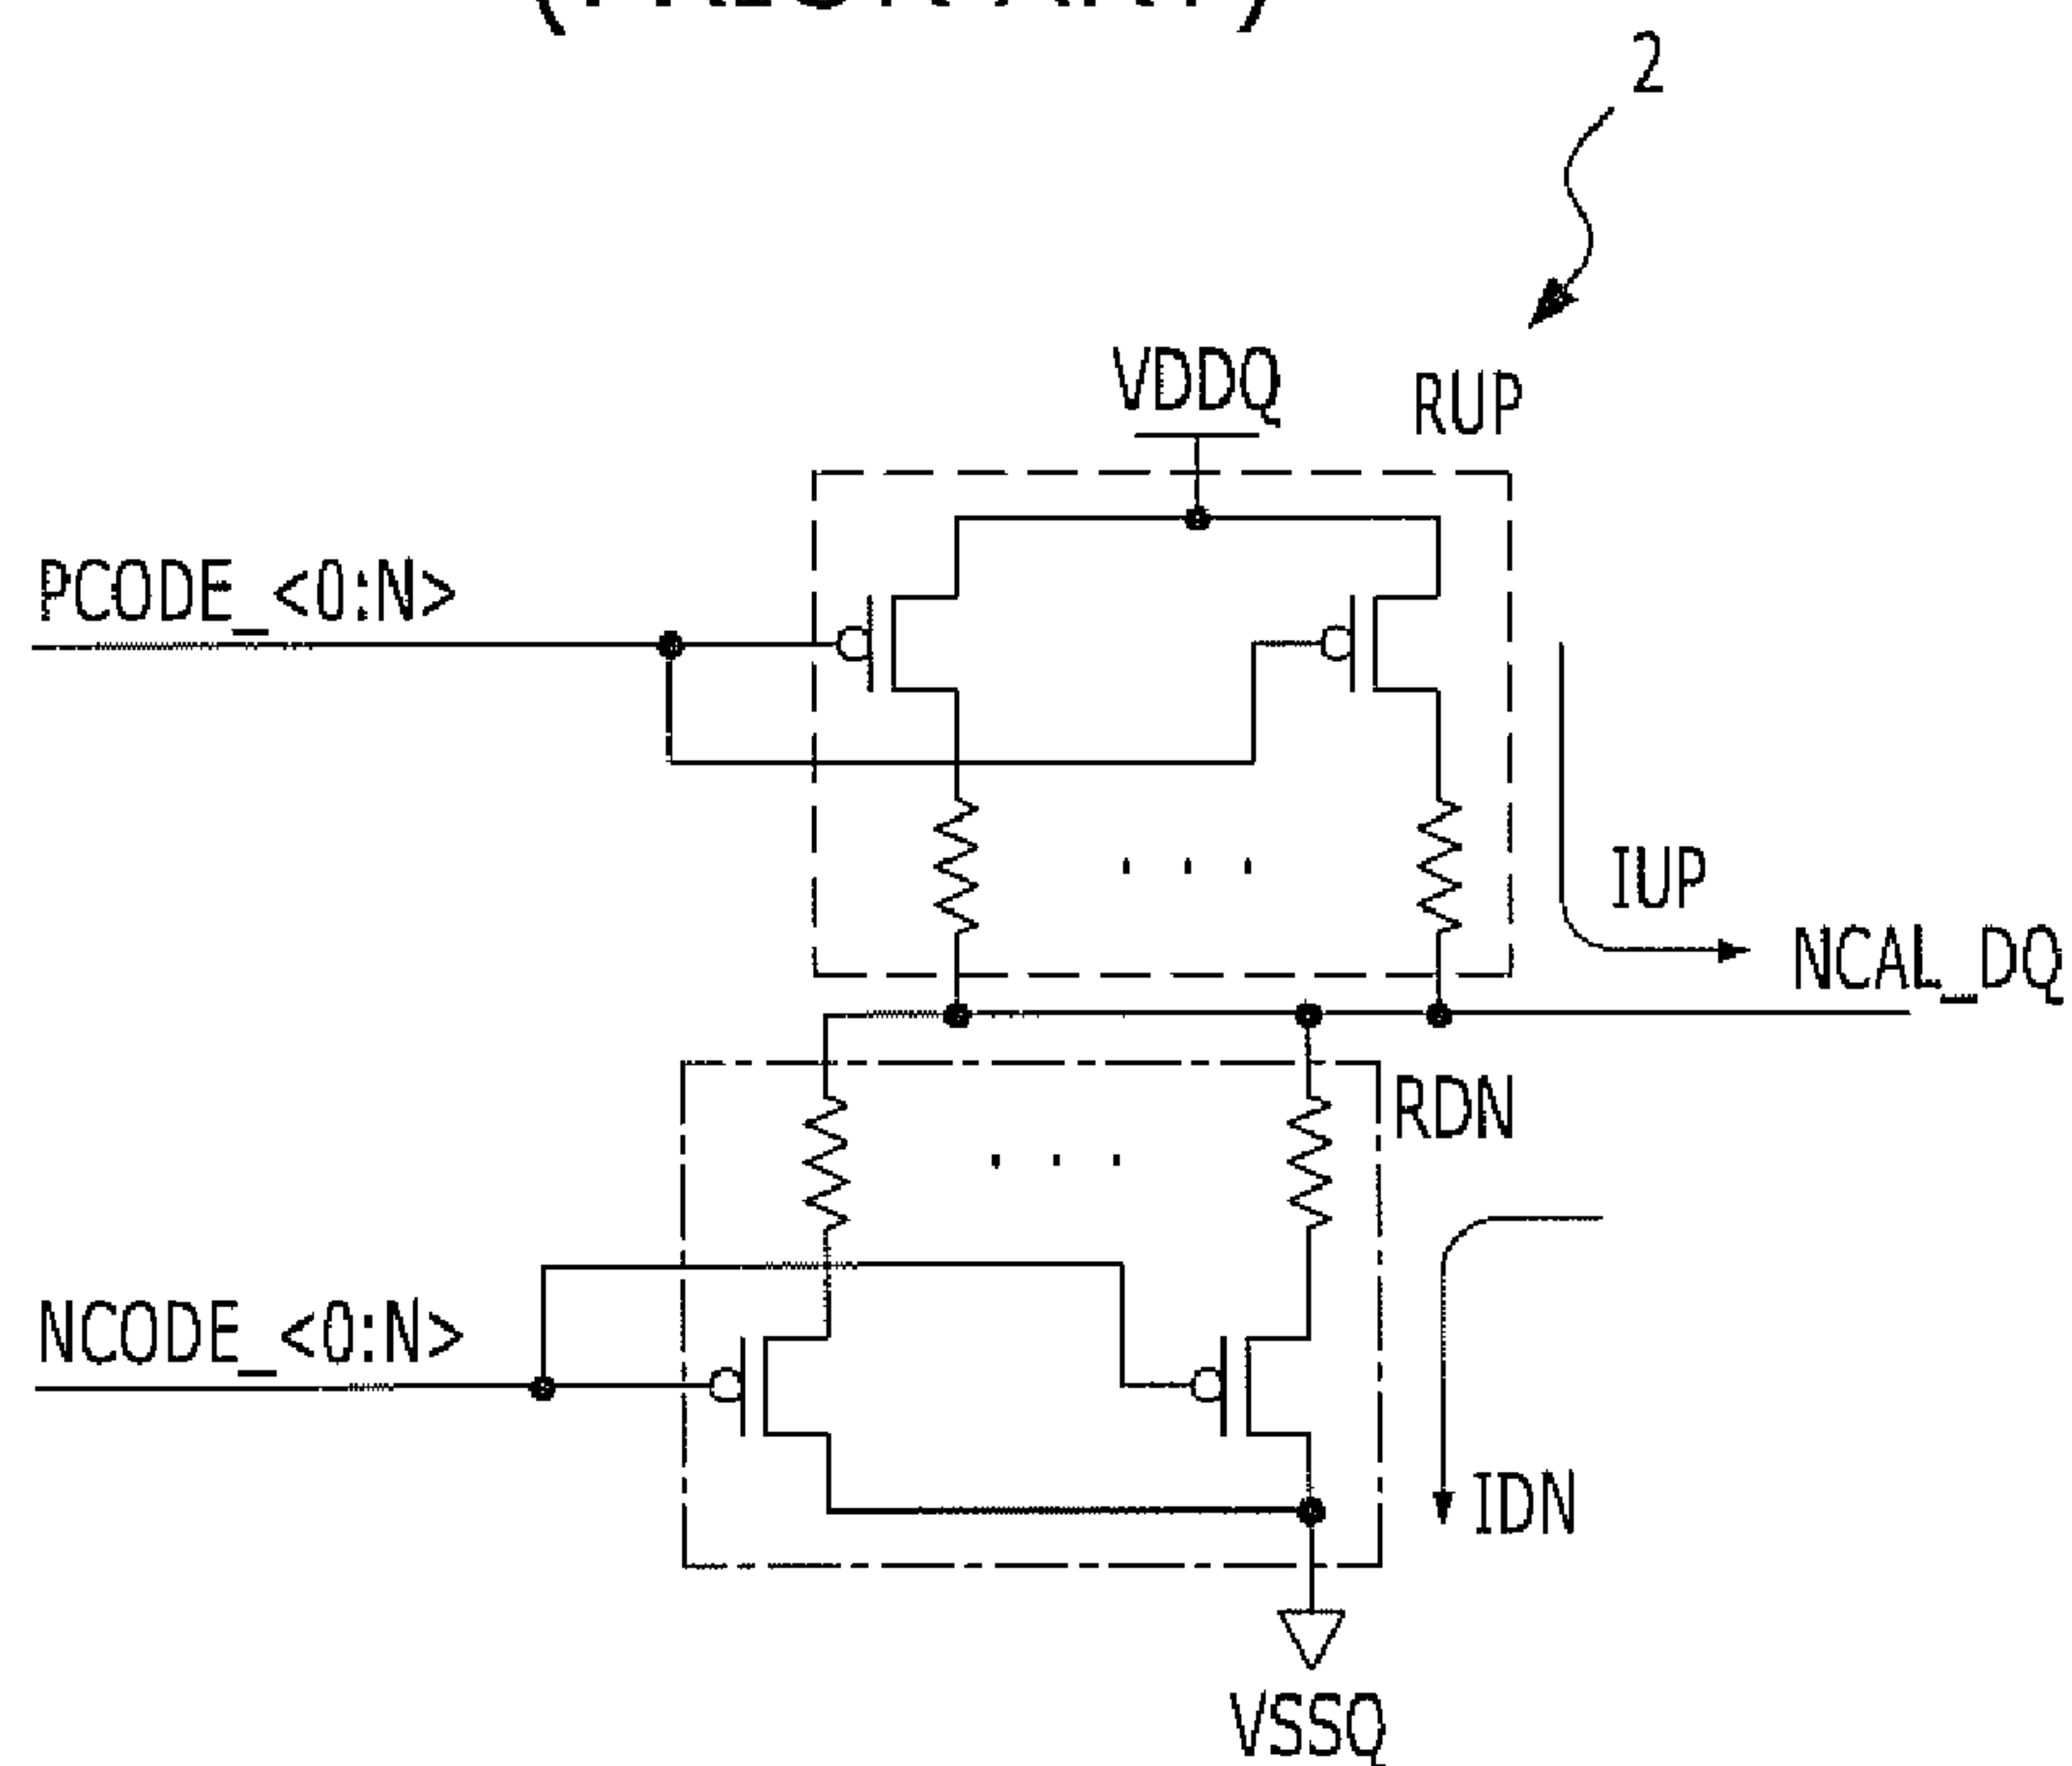 2
VDDQ
RUP
PCODE_<0:N>
IUP
NCAL_DQ
RDN
NCODE_<0:N>
IDN
VSSQ